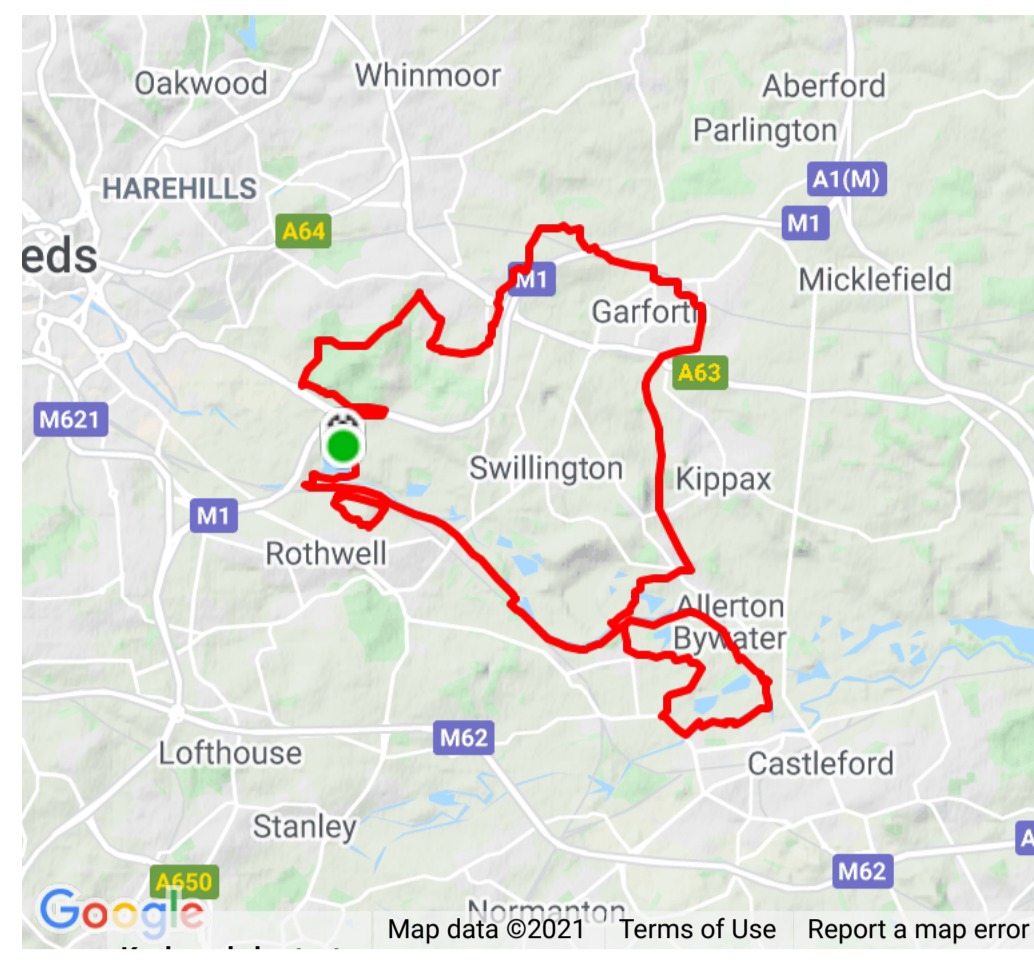 Oakwood
Whinmoor
Aberford
Parlington
A1(M)
HAREHILLS
M1
A64
eds
M1
Micklefield
Garforth
A63
M621
Swillington
Kippax
M1
Rothwell
Allerton
Bywater
M62
Lofthouse
Castleford
Stanley
A
M62
A650
Google
Normanton
Map data ©2021 Terms of Use Report a map error